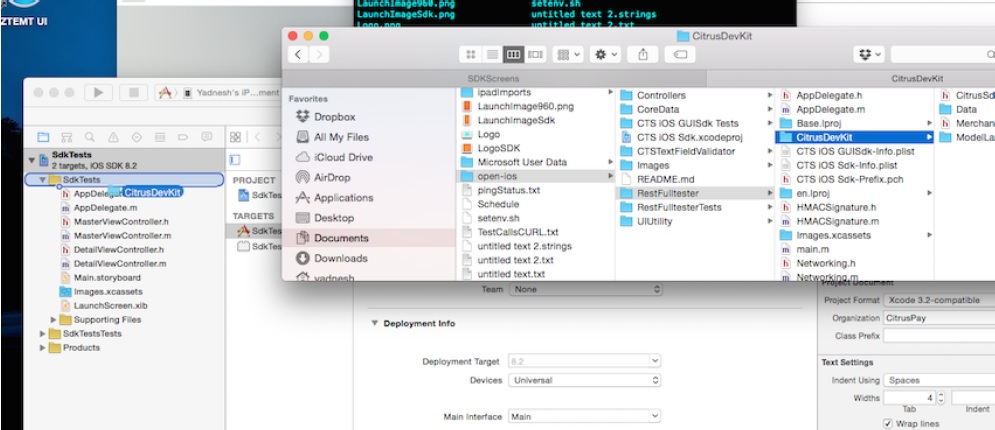 LaunchImage960.png setenv.sh
LaunchImageSdk.png untitled text 2.strings
Logo.png untitled text 2.txt
ZTEMT UI
CitrusDevKit
SDKScreens CitrusDevKit
Yadnesh's iP...ment
Favorites
Dropbox
All My Files
iCloud Drive
AirDrop
Applications
Desktop
Documents
Downloads
yadnesh
ipadImports
LaunchImage960.png
LaunchImageSdk
Logo
LogoSDK
Microsoft User Data
open-ios
pingStatus.txt
Schedule
setenv.sh
TestCallsCURL.txt
untitled text 2.strings
untitled text 2.txt
untitled text.txt
Controllers
CoreData
CTS iOS GUISdk Tests
CTS iOS Sdk.xcodeproj
CTSTextFieldValidator
Images
README.md
RestFulltester
RestFulltesterTests
UIUtility
AppDelegate.h
AppDelegate.m
Base.lproj
CitrusDevKit
CTS iOS GUISdk-Info.plist
CTS iOS Sdk-Info.plist
CTS iOS Sdk-Prefix.pch
en.lproj
HMACSignature.h
HMACSignature.m
Images.xcassets
main.m
Networking.h
Networking.m
CitrusSd
Data
Merchan
ModelLa
SdkTests
2 targets, iOS SDK 8.2
SdkTests
AppDeleg
CitrusDevKit
AppDelegate.m
MasterViewController.h
MasterViewController.m
DetailViewController.h
DetailViewController.m
Main.storyboard
Images.xcassets
LaunchScreen.xib
Supporting Files
SdkTestsTests
Products
PROJECT
SdkTes
TARGETS
SdkTes
SdkTes
Team None
Deployment Info
Deployment Target 8.2
Devices Universal
Main Interface Main
Project Document
Project Format Xcode 3.2-compatible
Organization CitrusPay
Class Prefix
Text Settings
Indent Using Spaces
Widths 4
Tab Indent
Wrap lines